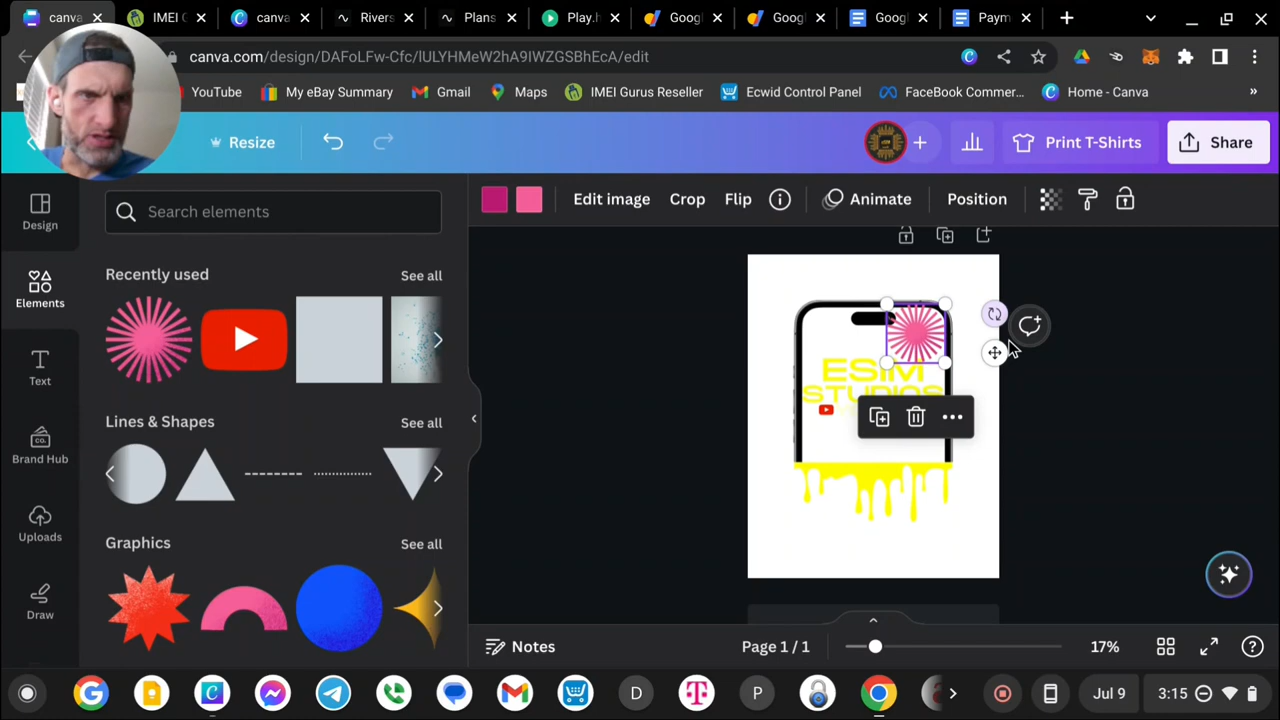 canva
IMEI G
canva
Rivers
Plans
Play.h
Googl
Googl
Googl
Paym
canva.com/design/DAFoLFw-Cfc/lULYHMeW2hA9IWZGSBhEcA/edit
YouTube
My eBay Summary
Gmail
Maps
IMEI Gurus Reseller
Ecwid Control Panel
FaceBook Commer...
Home - Canva
Resize
Print T-Shirts
Share
Design
Search elements
Edit image
Crop
Flip
Animate
Position
Elements
Recently used
See all
Text
Lines & Shapes
See all
ESIM
STUDIOS
Brand Hub
Uploads
Graphics
See all
Draw
Notes
Page 1 / 1
17%
D
P
Jul 9
3:15